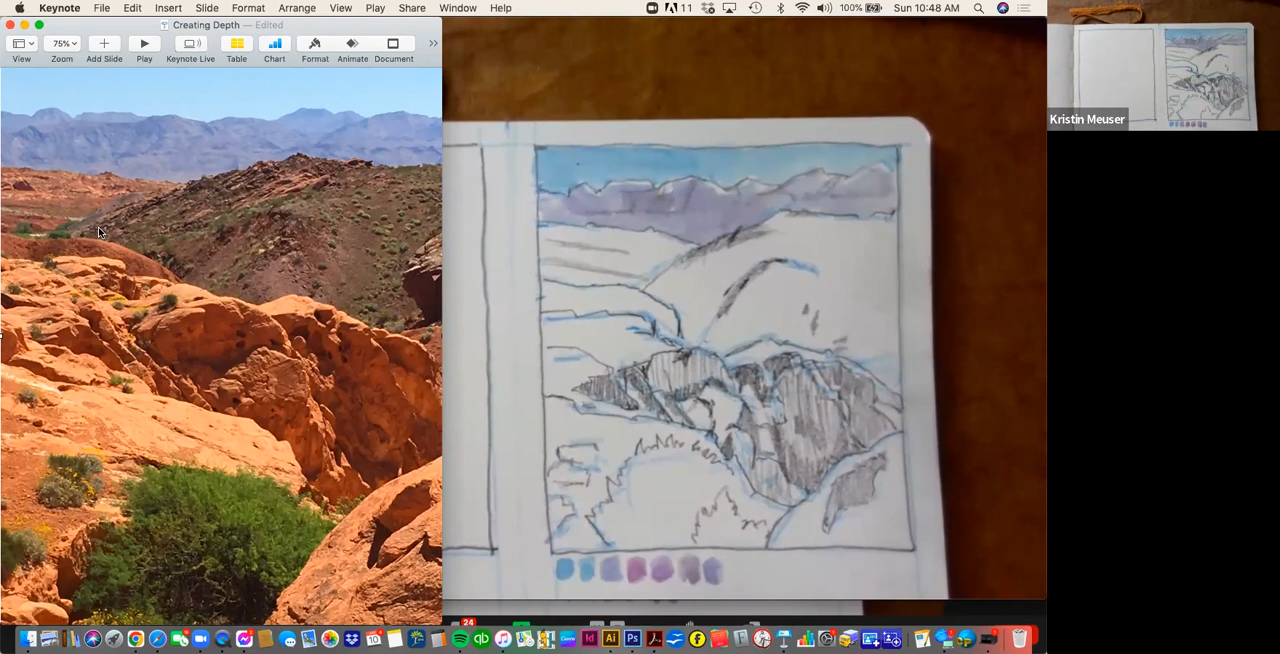 Keynote File Edit Insert Slide Format Arrange View Play Share Window Help 11 100% Sun 10:48 AM
Creating Depth — Edited
75%
View Zoom Add Slide Play Keynote Live Table Chart Format Animate Document
Kristin Meuser
24